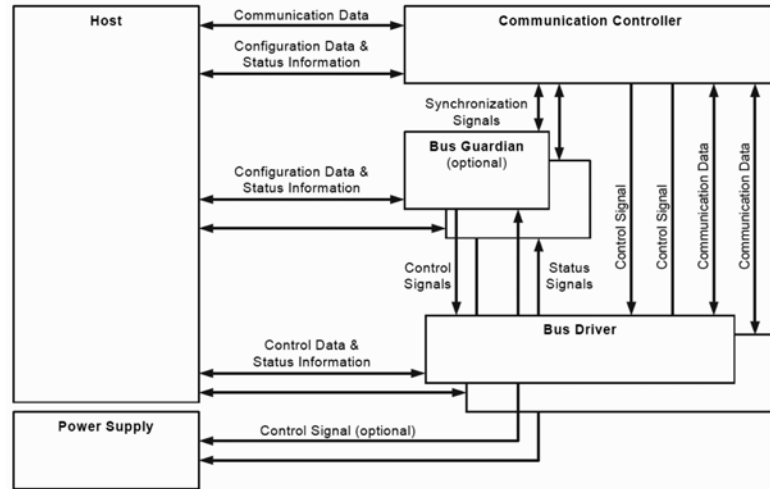 Host
Communication Data
Communication Controller
Configuration Data &
Status Information
Synchronization
Signals
Bus Guardian
(optional)
Configuration Data &
Status Information
Control
Signals
Status
Signals
Control Signal
Control Signal
Communication Data
Communication Data
Bus Driver
Control Data &
Status Information
Power Supply
Control Signal (optional)